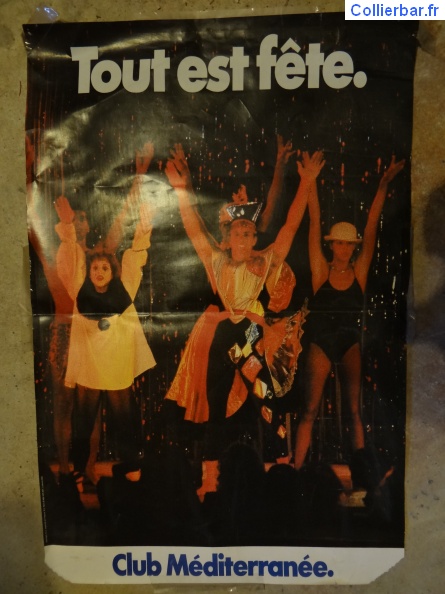 Collierbar.fr
Tout est fête.
Club Méditerranée.